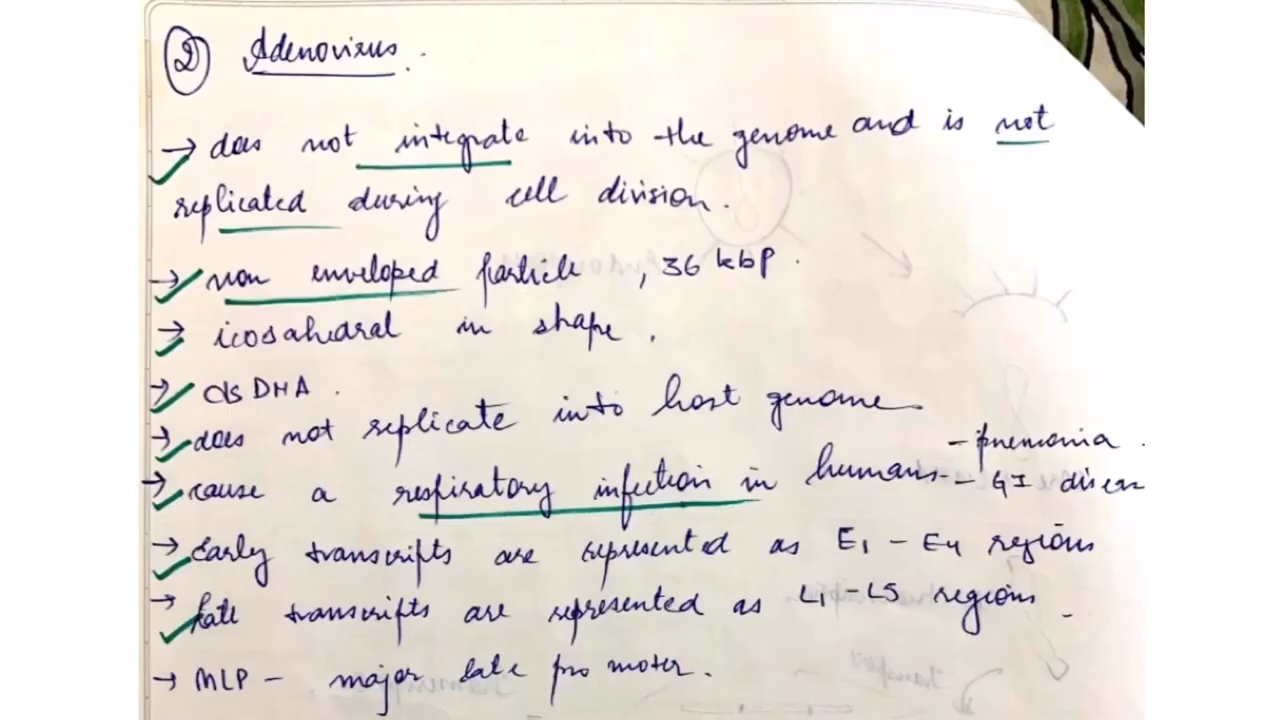 ② Adenovirus.
→ does not integrate into the genome and is not
replicated during cell division.
→ non enveloped particle, 36 kbp.
→ icosahedral in shape.
→ ds DNA.
→ does not replicate into host genome
→ cause a respiratory infection in humans - pnemonia.
- GI disea
→ Early transcripts are represented as E1 - E4 regions
→ late transcripts are represented as L1 - L5 regions
→ MLP - major late promoter.